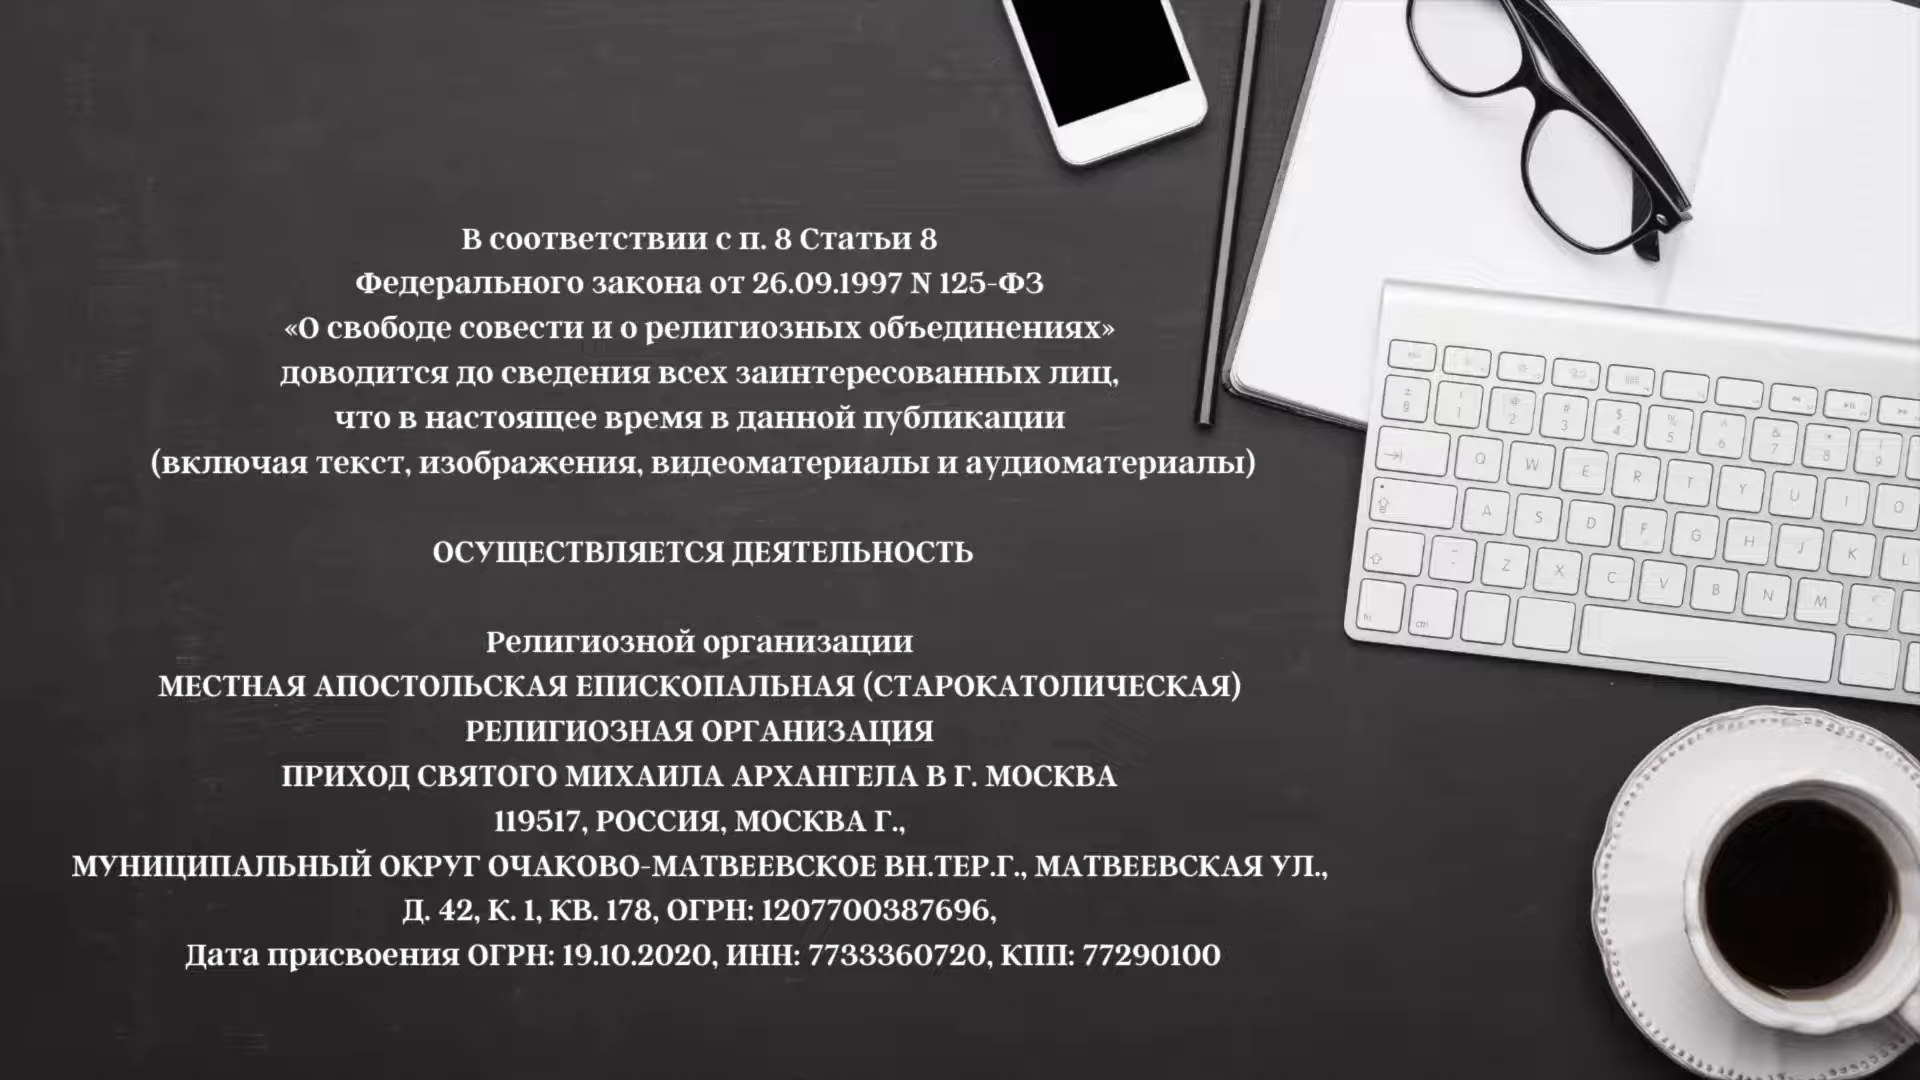 В соответствии с п. 8 Статьи 8
Федерального закона от 26.09.1997 N 125-ФЗ
«О свободе совести и о религиозных объединениях»
доводится до сведения всех заинтересованных лиц,
что в настоящее время в данной публикации
(включая текст, изображения, видеоматериалы и аудиоматериалы)
ОСУЩЕСТВЛЯЕТСЯ ДЕЯТЕЛЬНОСТЬ
Религиозной организации
МЕСТНАЯ АПОСТОЛЬСКАЯ ЕПИСКОПАЛЬНАЯ (СТАРОКАТОЛИЧЕСКАЯ)
РЕЛИГИОЗНАЯ ОРГАНИЗАЦИЯ
ПРИХОД СВЯТОГО МИХАИЛА АРХАНГЕЛА В Г. МОСКВА
119517, РОССИЯ, МОСКВА Г.,
МУНИЦИПАЛЬНЫЙ ОКРУГ ОЧАКОВО-МАТВЕЕВСКОЕ ВН.ТЕР.Г., МАТВЕЕВСКАЯ УЛ.,
Д. 42, К. 1, КВ. 178, ОГРН: 1207700387696,
Дата присвоения ОГРН: 19.10.2020, ИНН: 7733360720, КПП: 77290100
Q W E R T Y U I O
A S D F G H J K L
Z X C V B N M